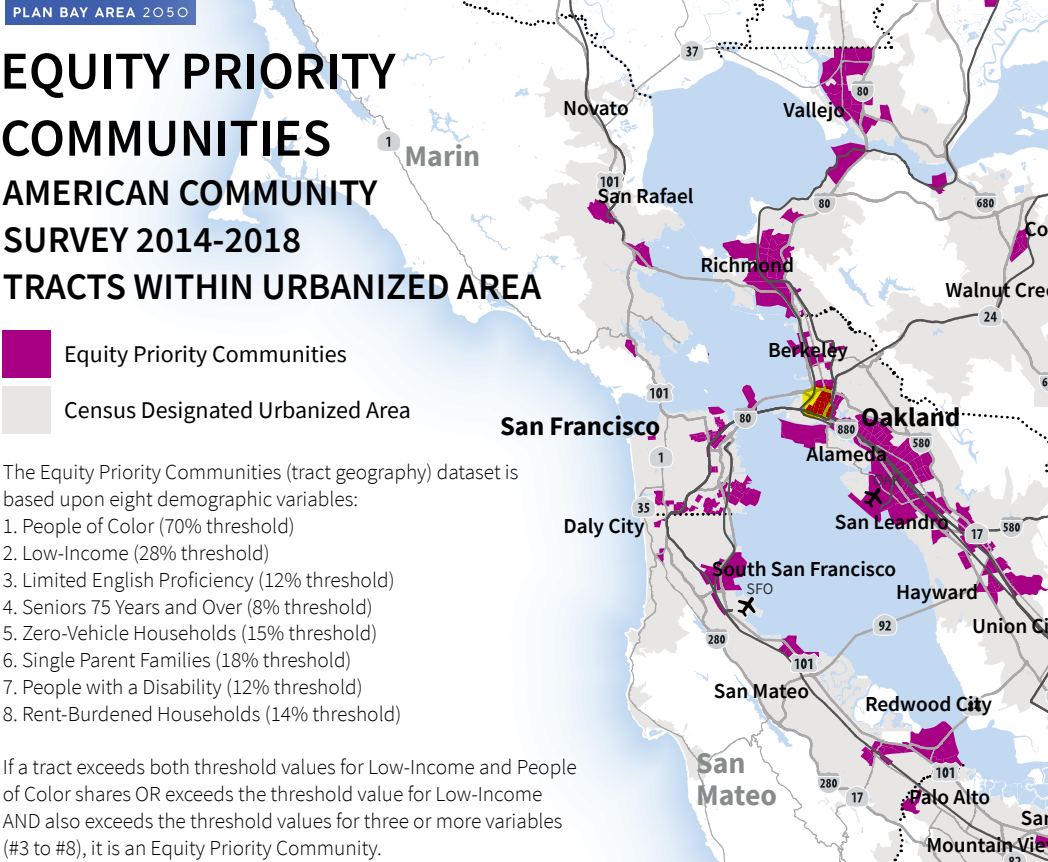 PLAN BAY AREA 2050
EQUITY PRIORITY
COMMUNITIES
AMERICAN COMMUNITY
SURVEY 2014-2018
TRACTS WITHIN URBANIZED AREA
Equity Priority Communities
Census Designated Urbanized Area
The Equity Priority Communities (tract geography) dataset is
based upon eight demographic variables:
1. People of Color (70% threshold)
2. Low-Income (28% threshold)
3. Limited English Proficiency (12% threshold)
4. Seniors 75 Years and Over (8% threshold)
5. Zero-Vehicle Households (15% threshold)
6. Single Parent Families (18% threshold)
7. People with a Disability (12% threshold)
8. Rent-Burdened Households (14% threshold)
If a tract exceeds both threshold values for Low-Income and People
of Color shares OR exceeds the threshold value for Low-Income
AND also exceeds the threshold values for three or more variables
(#3 to #8), it is an Equity Priority Community.
37
80
Novato
Vallejo
1
Marin
101
San Rafael
80
680
Co
Richmond
Walnut Cree
24
Berkeley
6
101
80
San Francisco
Oakland
880
580
1
Alameda
35
Daly City
San Leandro
17
580
South San Francisco
SFO
Hayward
92
Union Ci
280
101
San Mateo
Redwood City
San
Mateo
101
280
17
Palo Alto
San
Mountain Vie
82